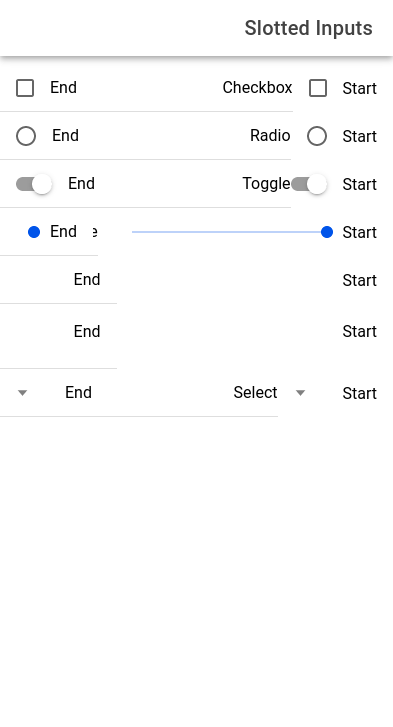 Slotted Inputs
Start Checkbox End
Start Radio End
Start Toggle End
Start End
Start End
Start End
Start Select End